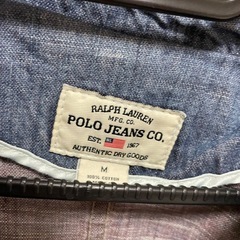 RALPH LAUREN
MFG. CO.
POLO JEANS CO.
EST. 1967
AUTHENTIC DRY GOODS
M
100% COTTON